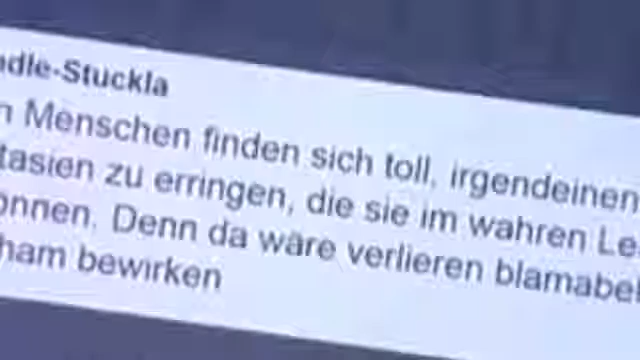 dle-Stuckla
n Menschen finden sich toll, irgendeinen
tasien zu erringen, die sie im wahren Le
onnen. Denn da wäre verlieren blamabel
ham bewirken